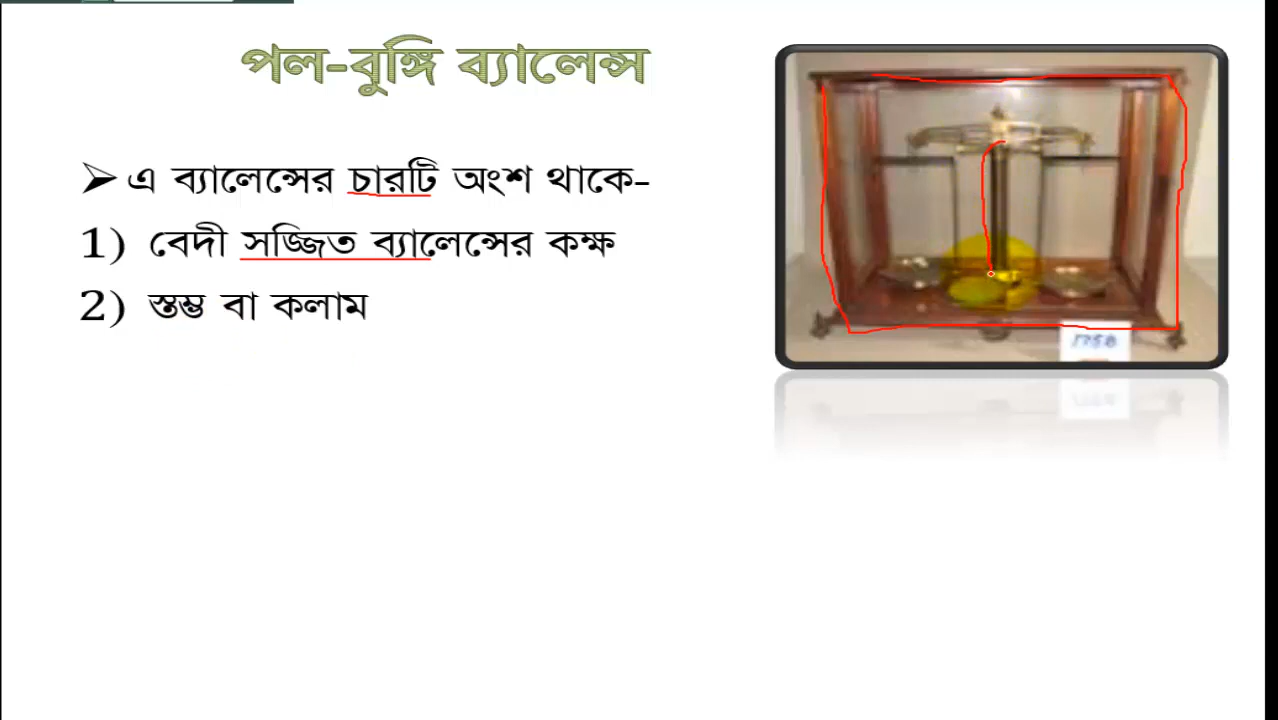 পল-বুঙ্গি ব্যালেন্স
➢ এ ব্যালেন্সের চারটি অংশ থাকে-
1) বেদী সজ্জিত ব্যালেন্সের কক্ষ
2) স্তম্ভ বা কলাম